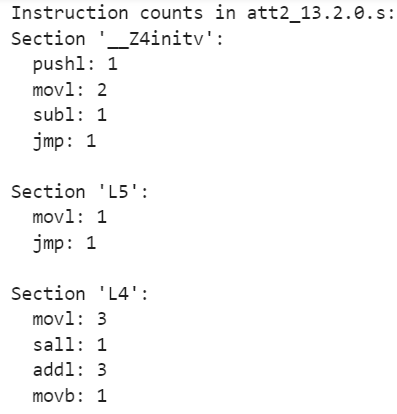 Instruction counts in att2_13.2.0.s:
Section '__Z4initv':
  pushl: 1
  movl: 2
  subl: 1
  jmp: 1

Section 'L5':
  movl: 1
  jmp: 1

Section 'L4':
  movl: 3
  sall: 1
  addl: 3
  movb: 1